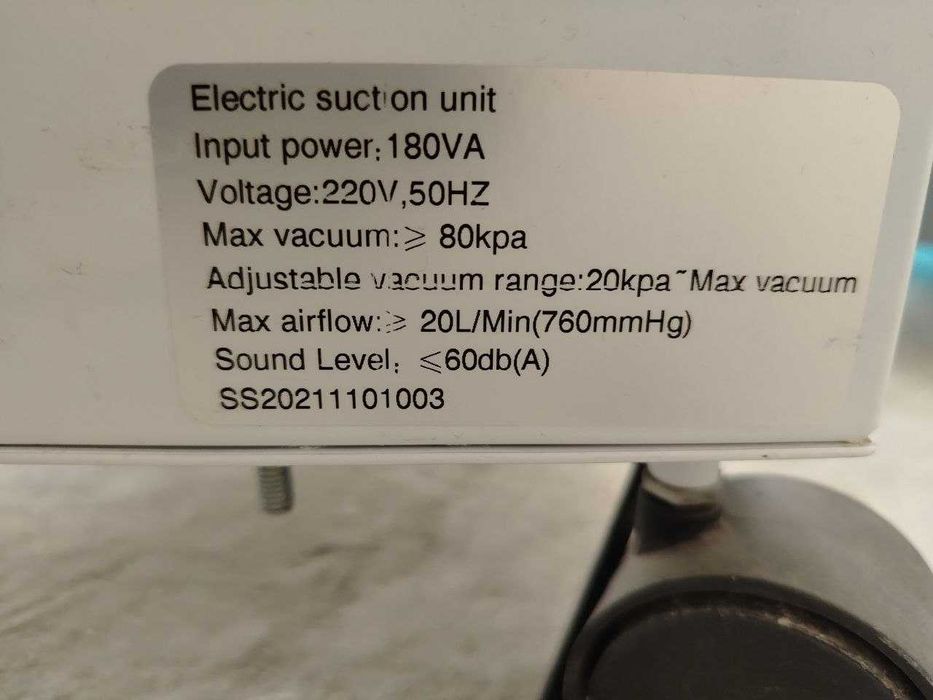 Electric suction unit
Input power:180VA
Voltage:220V,50HZ
Max vacuum:≥ 80kpa
Adjustable vacuum range:20kpa~Max vacuum
Max airflow:≥ 20L/Min(760mmHg)
Sound Level: ≤60db(A)
SS20211101003